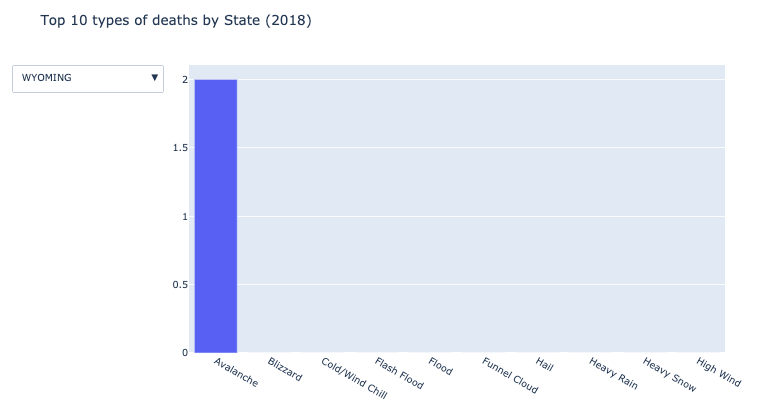 Top 10 types of deaths by State (2018)
WYOMING ▼
2
1.5
1
0.5
0
Avalanche
Blizzard
Cold/Wind Chill
Flash Flood
Flood
Funnel Cloud
Hail
Heavy Rain
Heavy Snow
High Wind